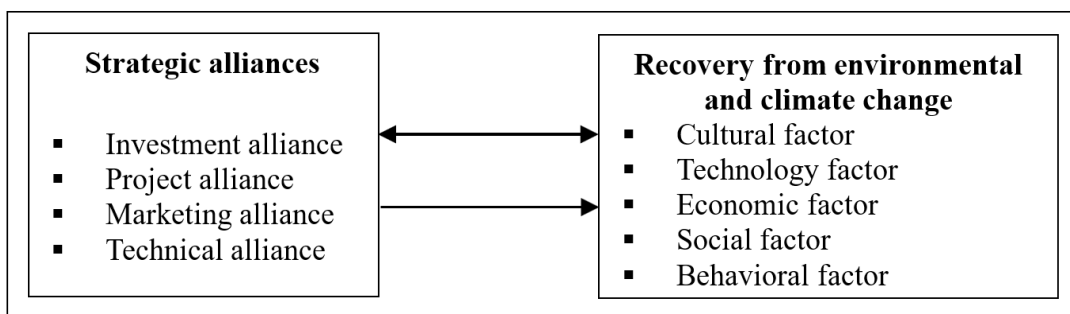 Strategic alliances
▪ Investment alliance
▪ Project alliance
▪ Marketing alliance
▪ Technical alliance
Recovery from environmental
and climate change
▪ Cultural factor
▪ Technology factor
▪ Economic factor
▪ Social factor
▪ Behavioral factor